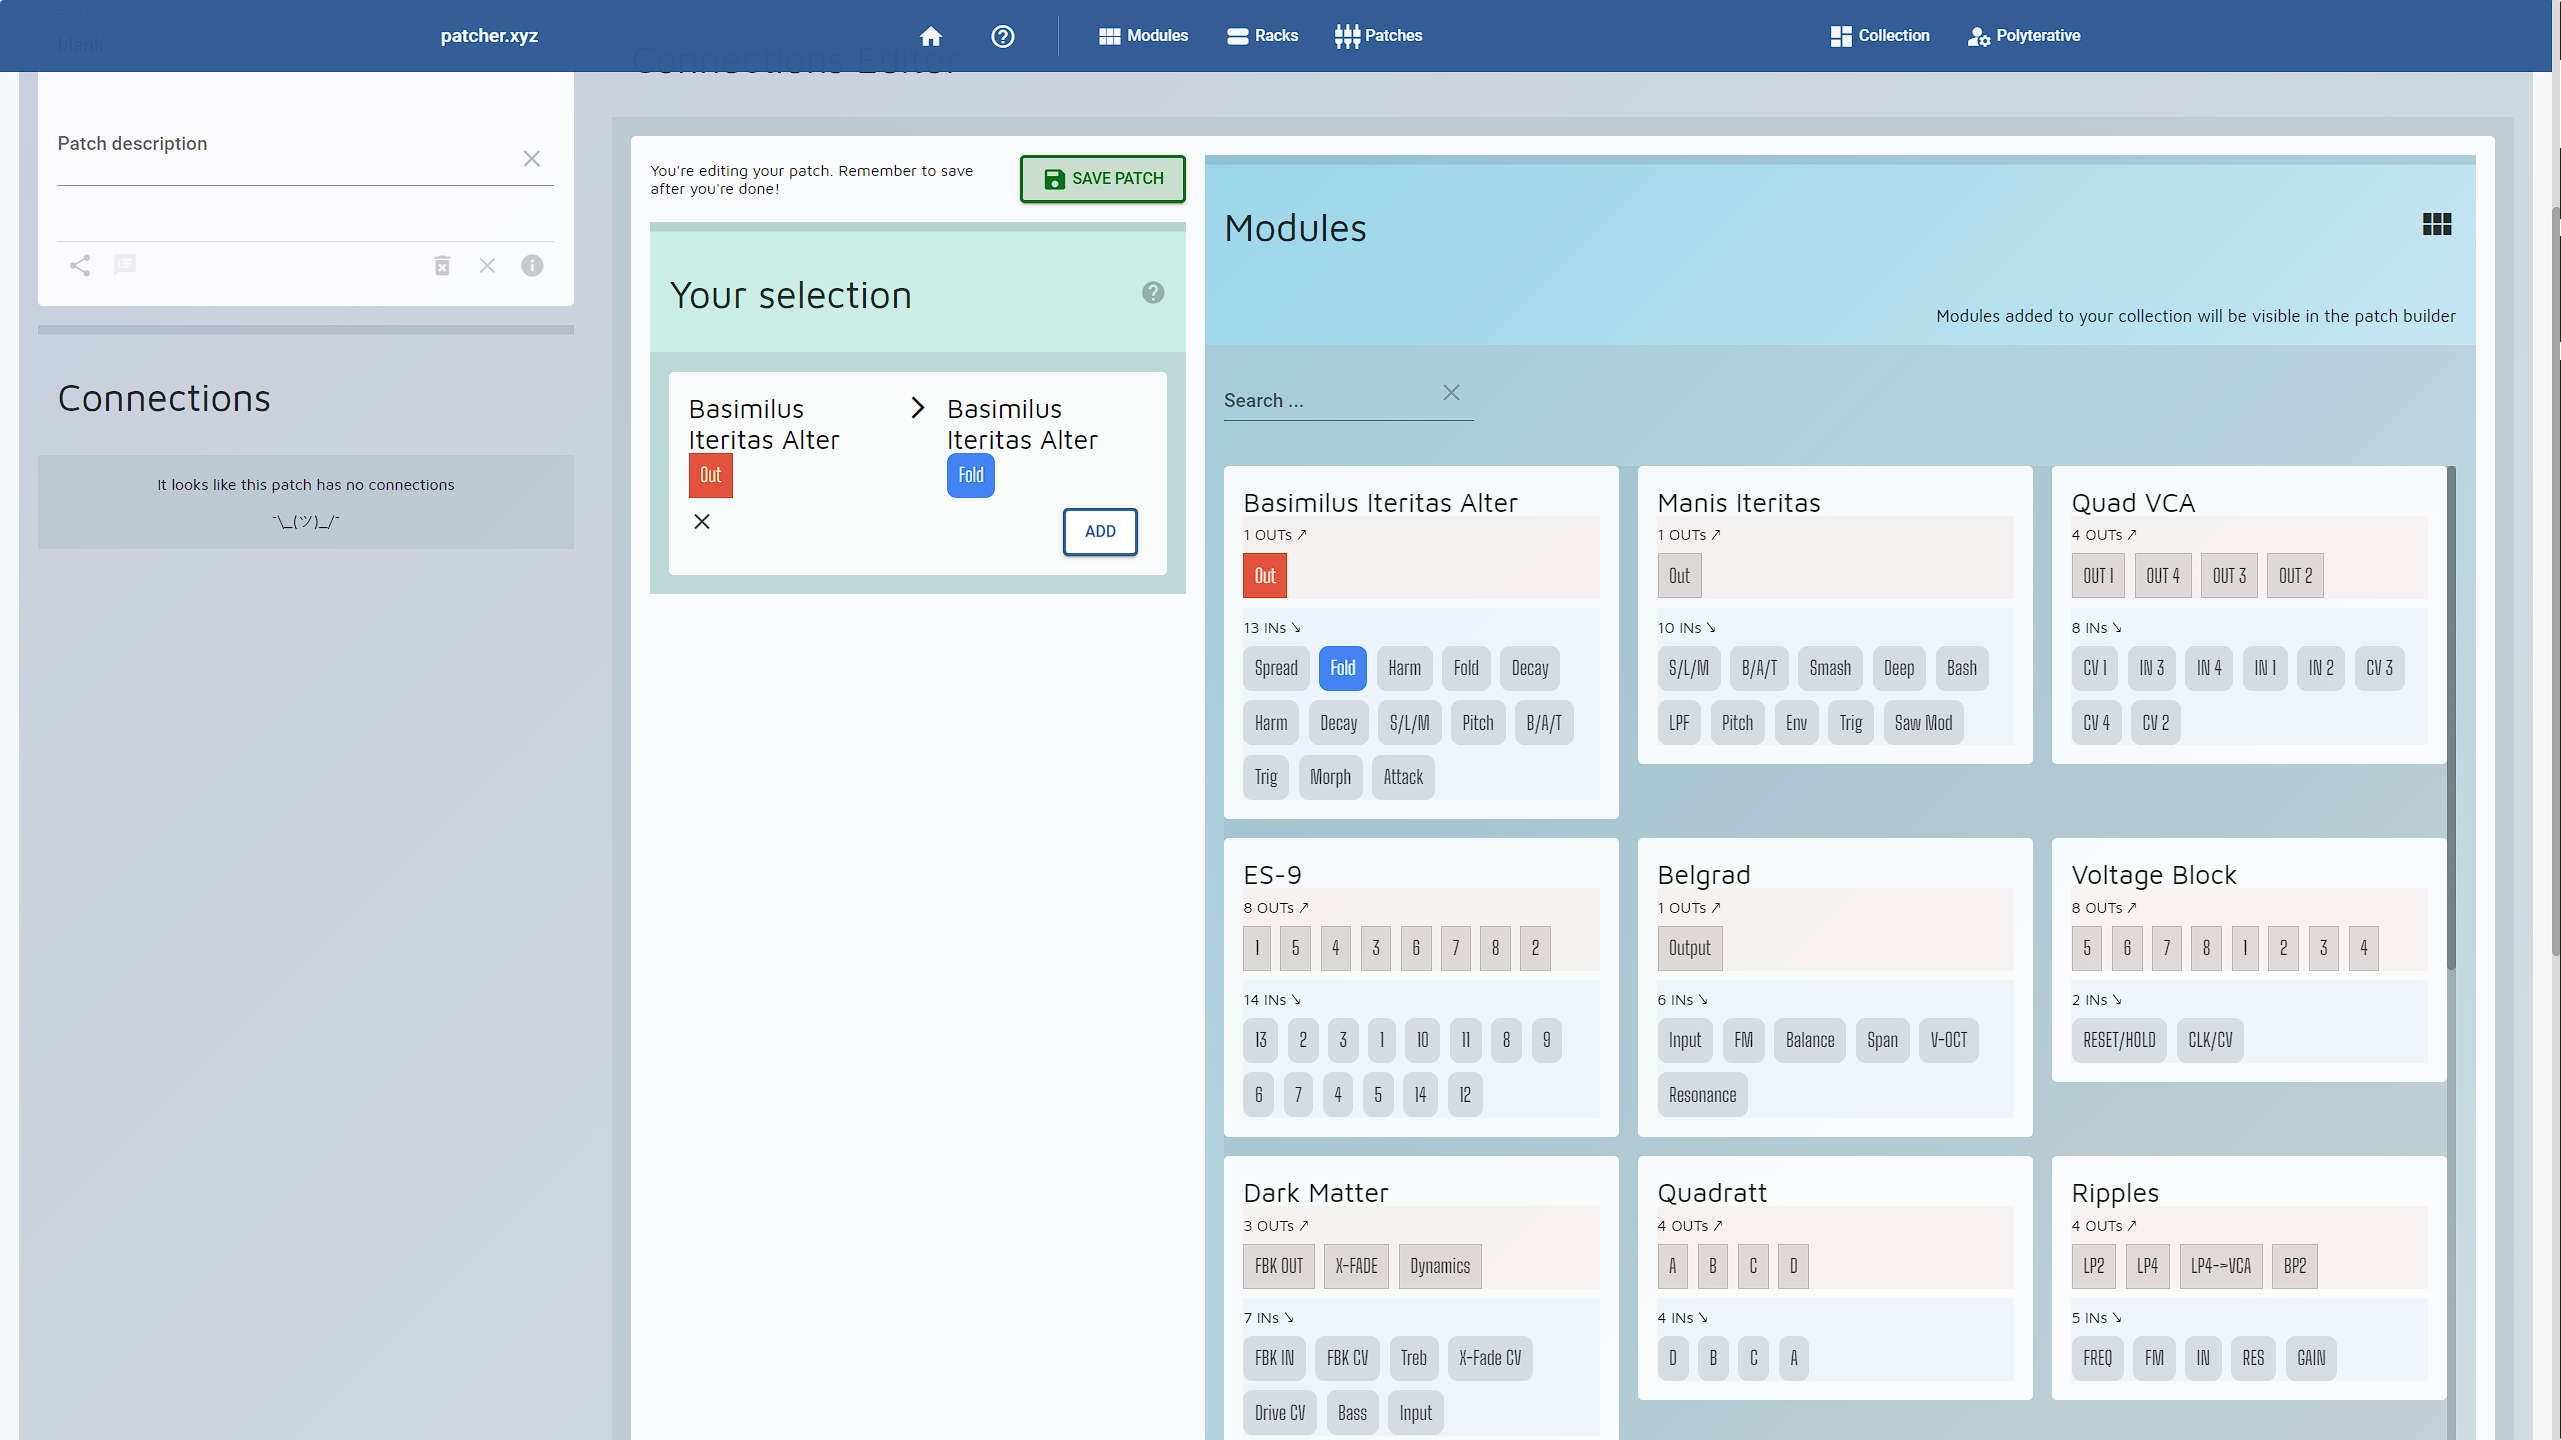 patcher.xyz
Modules
Racks
Patches
Collection
Polyterative
blank
Connections Editor
Patch description
Connections
It looks like this patch has no connections
¯\_(ツ)_/¯
You're editing your patch. Remember to save
after you're done!
SAVE PATCH
Your selection
Basimilus
Iteritas Alter
Out
Basimilus
Iteritas Alter
Fold
ADD
Modules
Modules added to your collection will be visible in the patch builder
Search ...
Basimilus Iteritas Alter
1 OUTs ↗
Out
13 INs ↘
Spread Fold Harm Fold Decay
Harm Decay S/L/M Pitch B/A/T
Trig Morph Attack
Manis Iteritas
1 OUTs ↗
Out
10 INs ↘
S/L/M B/A/T Smash Deep Bash
LPF Pitch Env Trig Saw Mod
Quad VCA
4 OUTs ↗
OUT 1 OUT 4 OUT 3 OUT 2
8 INs ↘
CV 1 IN 3 IN 4 IN 1 IN 2 CV 3
CV 4 CV 2
ES-9
8 OUTs ↗
1 5 4 3 6 7 8 2
14 INs ↘
13 2 3 1 10 11 8 9
6 7 4 5 14 12
Belgrad
1 OUTs ↗
Output
6 INs ↘
Input FM Balance Span V-OCT
Resonance
Voltage Block
8 OUTs ↗
5 6 7 8 1 2 3 4
2 INs ↘
RESET/HOLD CLK/CV
Dark Matter
3 OUTs ↗
FBK OUT X-FADE Dynamics
7 INs ↘
FBK IN FBK CV Treb X-Fade CV
Drive CV Bass Input
Quadratt
4 OUTs ↗
A B C D
4 INs ↘
D B C A
Ripples
4 OUTs ↗
LP2 LP4 LP4->VCA BP2
5 INs ↘
FREQ FM IN RES GAIN